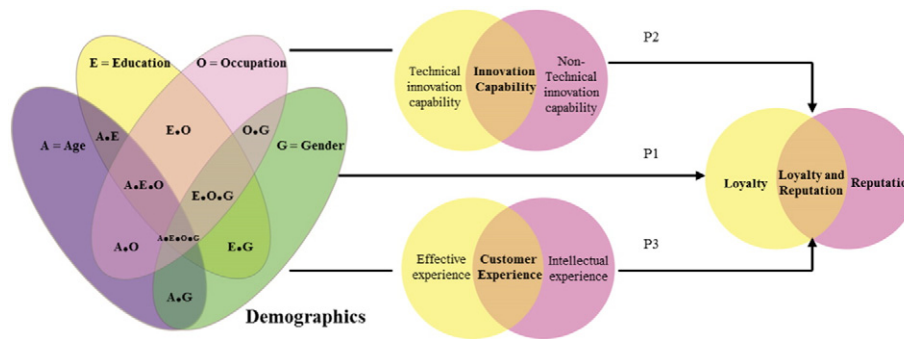 E = Education
O = Occupation
A = Age
G = Gender
A•E
E•O
O•G
A•E•O
E•O•G
A•O
A•E•O•G
E•G
A•G
Demographics
Technical
innovation
capability
Innovation
Capability
Non-
Technical
innovation
capability
P2
P1
Loyalty
Loyalty and
Reputation
Reputatio
Effective
experience
Customer
Experience
Intellectual
experience
P3